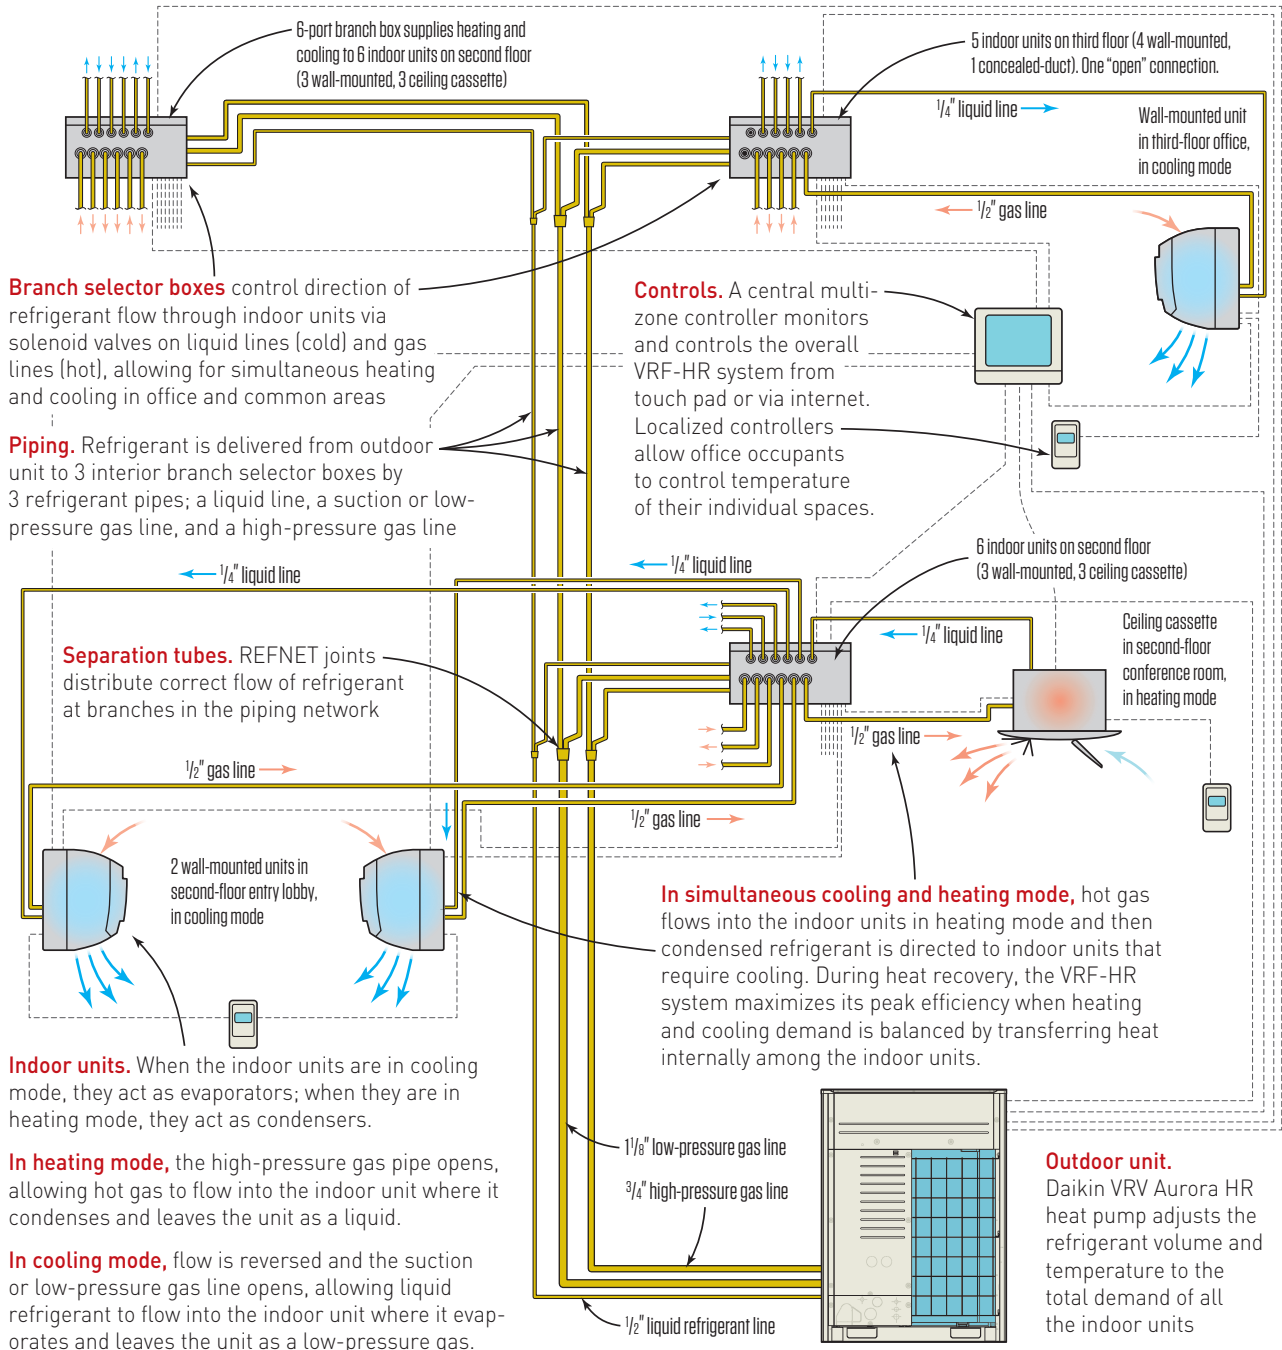 6-port branch box supplies heating and
cooling to 6 indoor units on second floor
(3 wall-mounted, 3 ceiling cassette)
5 indoor units on third floor (4 wall-mounted,
1 concealed-duct). One “open” connection.
1/4" liquid line
Wall-mounted unit
in third-floor office,
in cooling mode
1/2" gas line
Branch selector boxes control direction of
refrigerant flow through indoor units via
solenoid valves on liquid lines (cold) and gas
lines (hot), allowing for simultaneous heating
and cooling in office and common areas
Controls. A central multi-
zone controller monitors
and controls the overall
VRF-HR system from
touch pad or via internet.
Localized controllers
allow office occupants
to control temperature
of their individual spaces.
Piping. Refrigerant is delivered from outdoor
unit to 3 interior branch selector boxes by
3 refrigerant pipes; a liquid line, a suction or low-
pressure gas line, and a high-pressure gas line
1/4" liquid line
1/4" liquid line
6 indoor units on second floor
(3 wall-mounted, 3 ceiling cassette)
1/4" liquid line
Ceiling cassette
in second-floor
conference room,
in heating mode
Separation tubes. REFNET joints
distribute correct flow of refrigerant
at branches in the piping network
1/2" gas line
1/2" gas line
1/2" gas line
2 wall-mounted units in
second-floor entry lobby,
in cooling mode
In simultaneous cooling and heating mode, hot gas
flows into the indoor units in heating mode and then
condensed refrigerant is directed to indoor units that
require cooling. During heat recovery, the VRF-HR
system maximizes its peak efficiency when heating
and cooling demand is balanced by transferring heat
internally among the indoor units.
Indoor units. When the indoor units are in cooling
mode, they act as evaporators; when they are in
heating mode, they act as condensers.
In heating mode, the high-pressure gas pipe opens,
allowing hot gas to flow into the indoor unit where it
condenses and leaves the unit as a liquid.
In cooling mode, flow is reversed and the suction
or low-pressure gas line opens, allowing liquid
refrigerant to flow into the indoor unit where it evap-
orates and leaves the unit as a low-pressure gas.
1 1/8" low-pressure gas line
3/4" high-pressure gas line
1/2" liquid refrigerant line
Outdoor unit.
Daikin VRV Aurora HR
heat pump adjusts the
refrigerant volume and
temperature to the
total demand of all
the indoor units